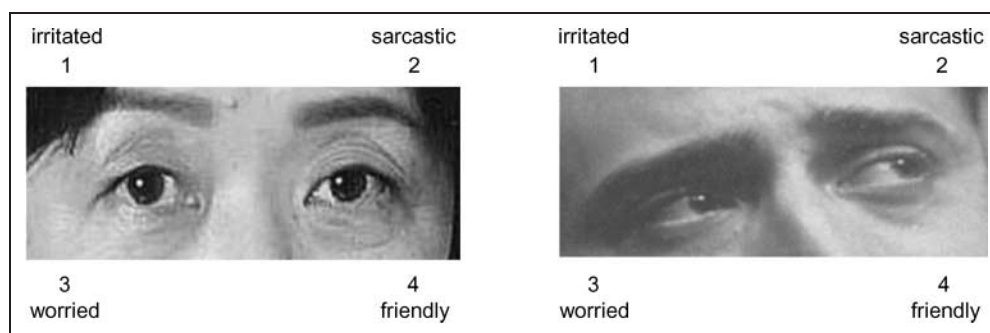 irritated sarcastic irritated sarcastic
1 2 1 2
3 4 3 4
worried friendly worried friendly